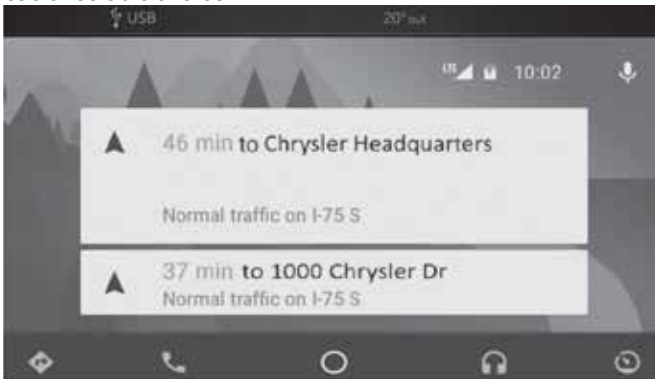 USB 20° out
LTE 10:02
46 min to Chrysler Headquarters
Normal traffic on I-75 S
37 min to 1000 Chrysler Dr
Normal traffic on I-75 S